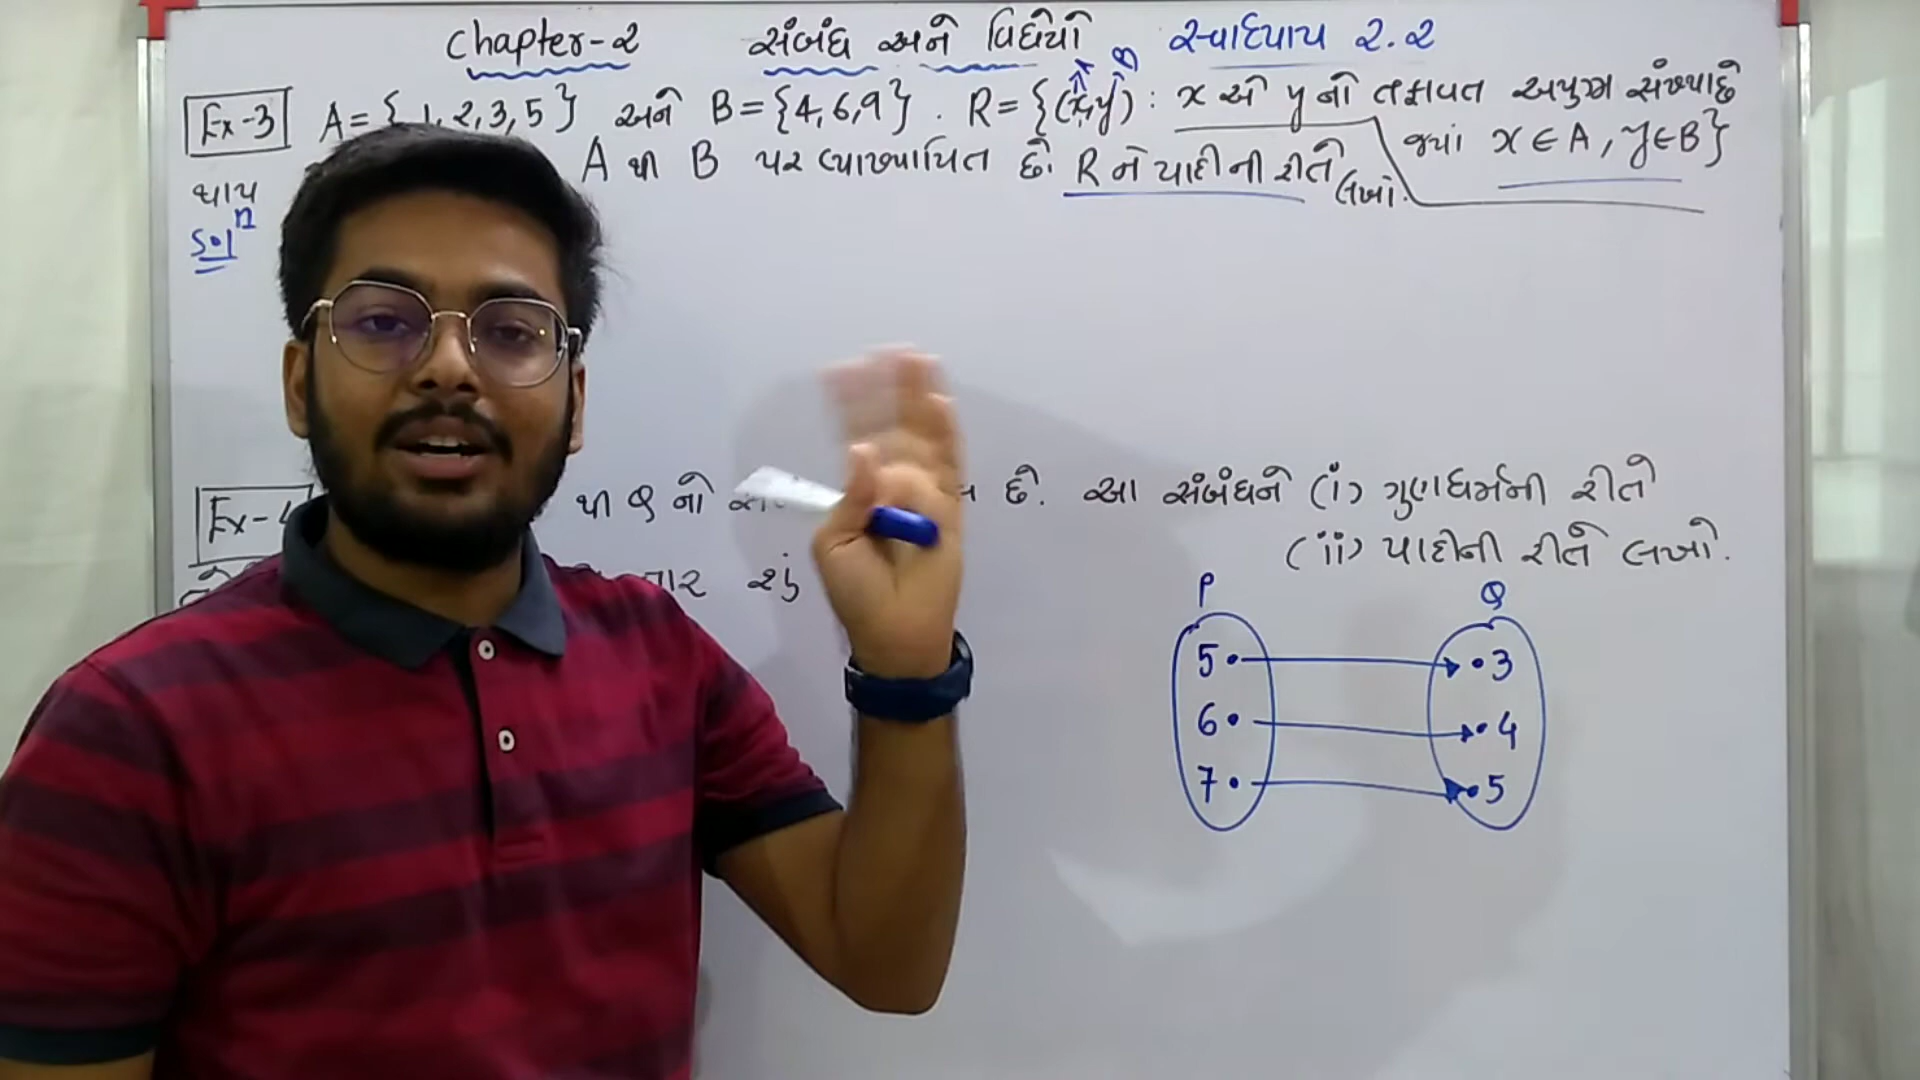 Chapter-2 સંબંધ અને વિધેયો સ્વાધ્યાય 2.2
Ex-3 A={1,2,3,5} અને B={4,6,9}. R={(x,y): x અને y નો તફાવત અયુગ્મ સંખ્યા છે
A B
જ્યાં x∈A, y∈B}
થાય A થી B પર વ્યાખ્યાયિત છે. R ને યાદીની રીતે લખો.
Solⁿ
Ex-4 થી Q નો છે. આ સંબંધને (i) ગુણધર્મની રીતે
(ii) યાદીની રીતે લખો.
P Q
5 3
6 4
7 5